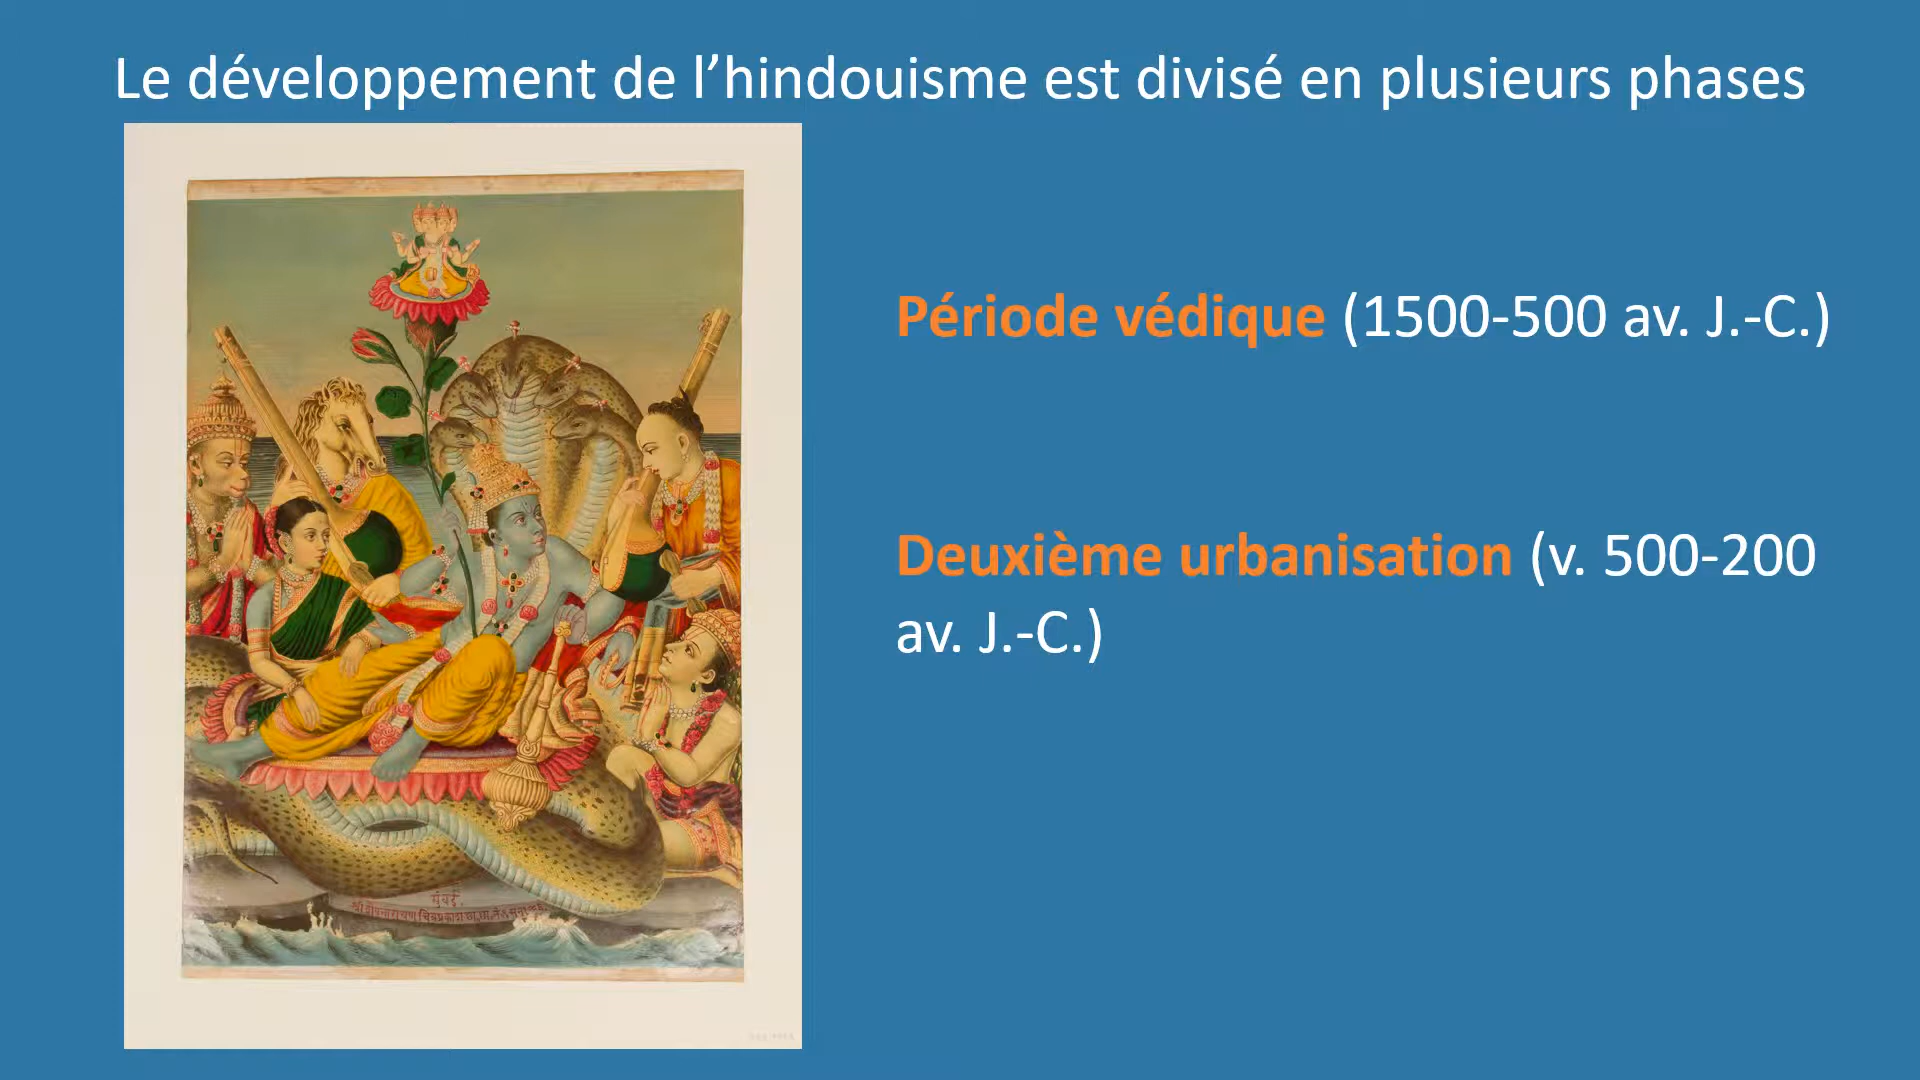 Le développement de l’hindouisme est divisé en plusieurs phases
Période védique (1500-500 av. J.-C.)
Deuxième urbanisation (v. 500-200
av. J.-C.)
मुंबई.